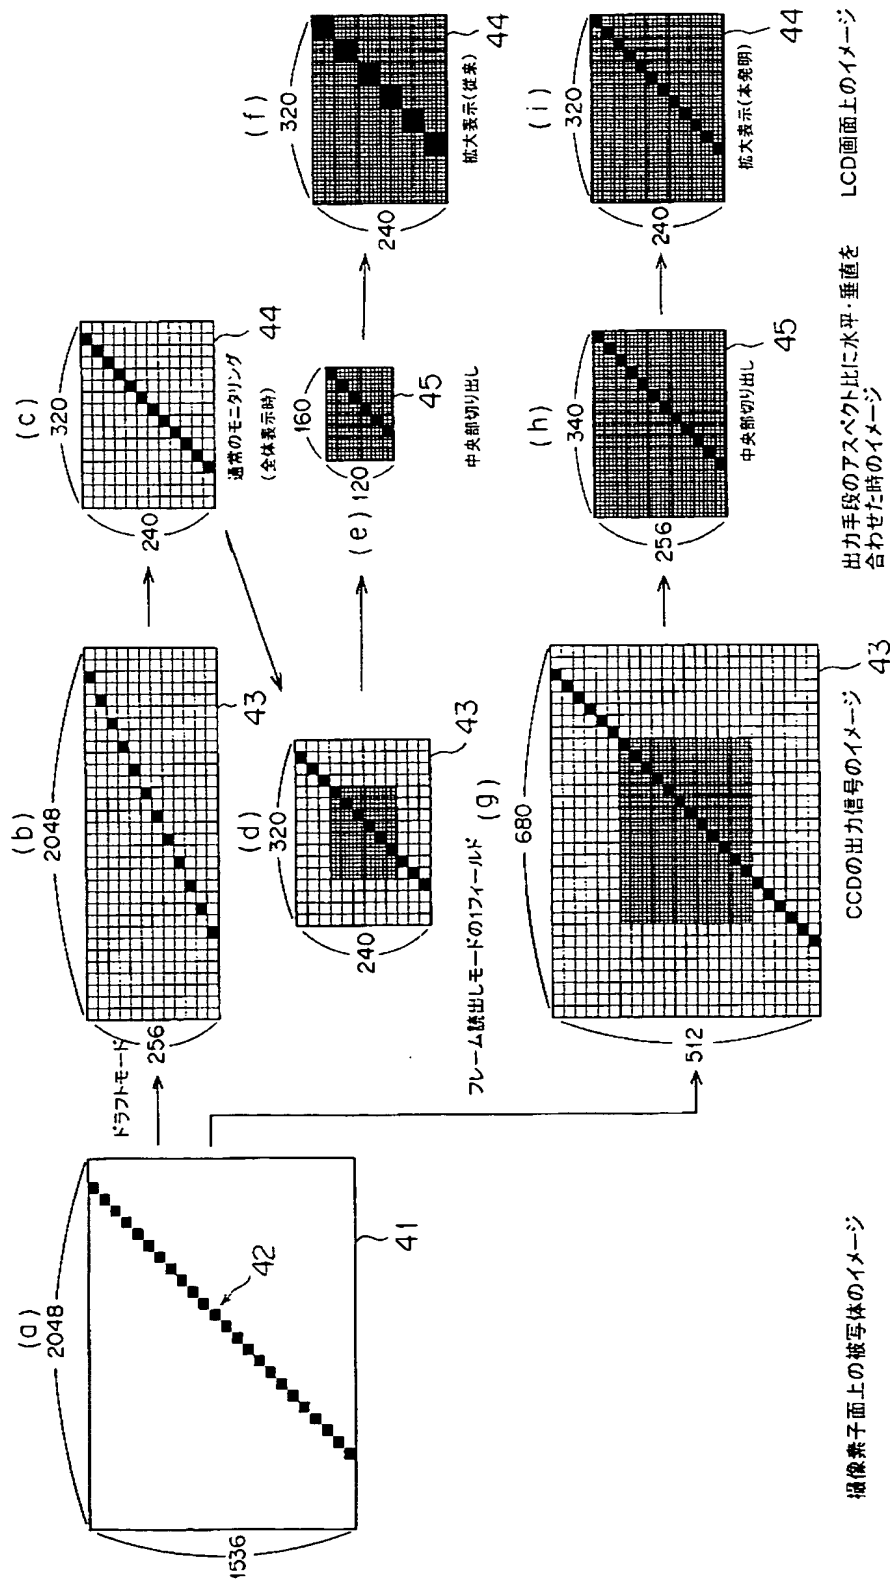 (a)
2048
1536
42
41
撮像素子面上の被写体のイメージ
ドラフトモード
(b)
2048
256
43
(c)
320
240
44
通常のモニタリング
(全体表示時)
(d)
320
240
43
(e)
160
120
45
中央部切り出し
(f)
320
240
44
拡大表示(従来)
フレーム読出しモードの1フィールド
(g)
680
512
43
CCDの出力信号のイメージ
(h)
340
256
45
中央部切り出し
出力手段のアスペクト比に水平・垂直を
合わせた時のイメージ
(i)
320
240
44
拡大表示(本発明)
LCD画面上のイメージ